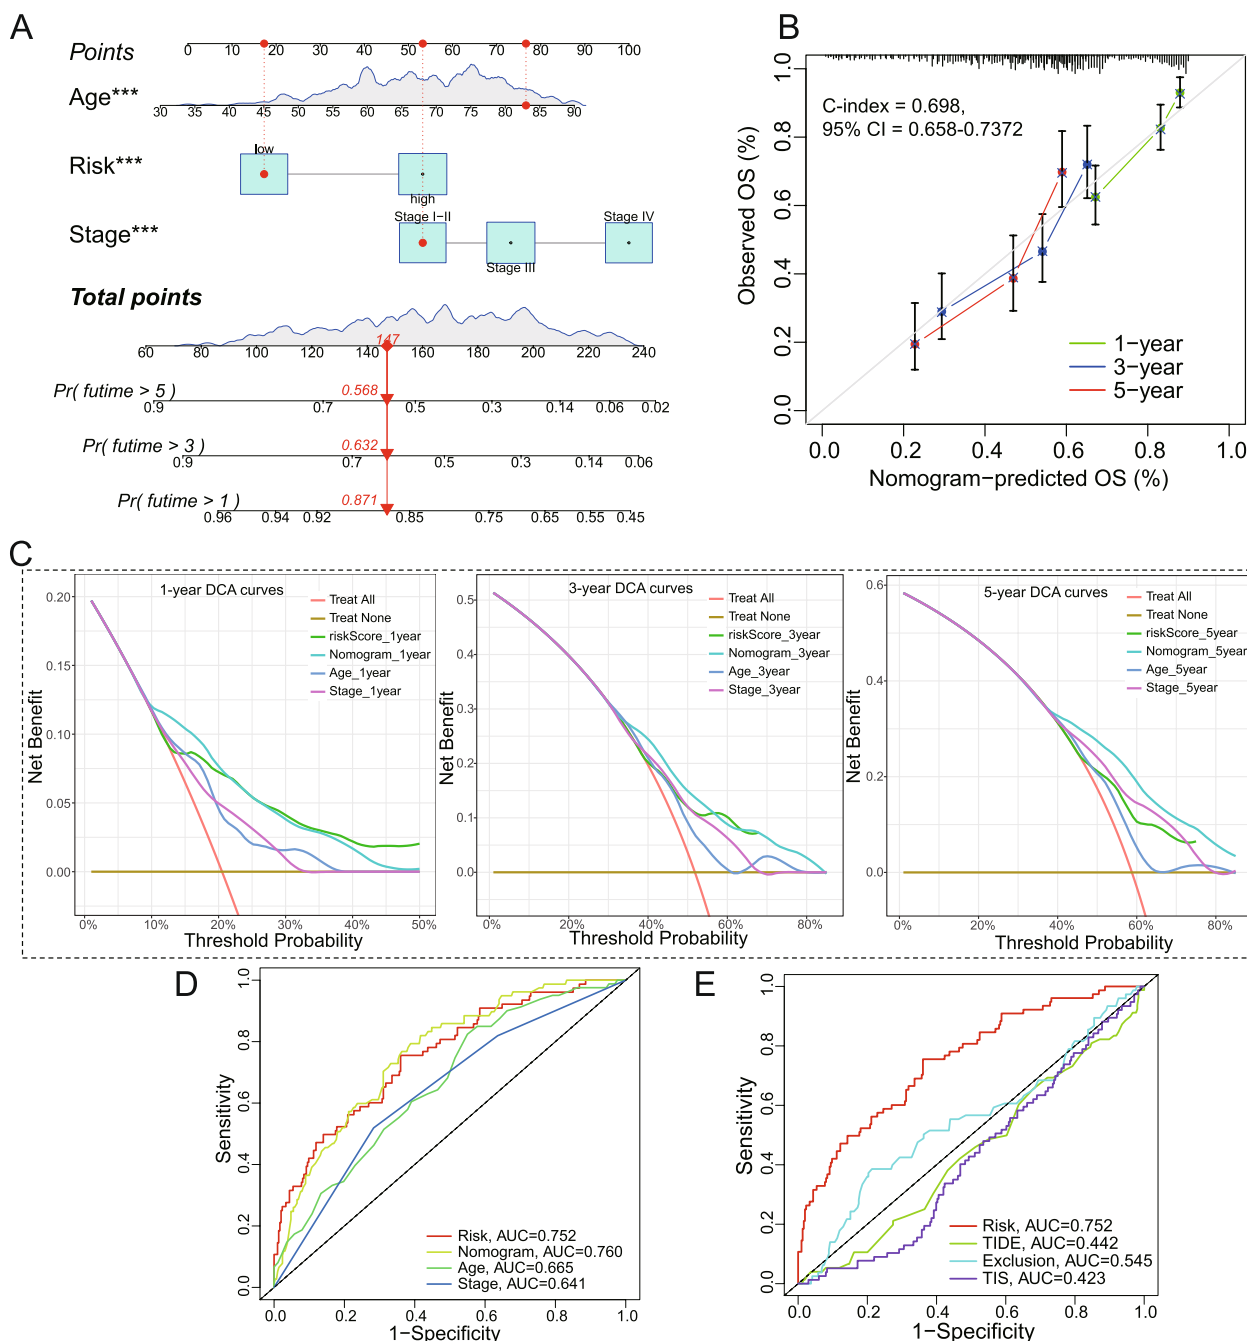 A
Points
0 10 20 30 40 50 60 70 80 90 100
Age***
30 35 40 45 50 55 60 65 70 75 80 85 90
Risk***
low
high
Stage***
Stage I-II
Stage III
Stage IV
Total points
147
60 80 100 120 140 160 180 200 220 240
Pr( futime > 5 )
0.568
0.9 0.7 0.5 0.3 0.14 0.06 0.02
Pr( futime > 3 )
0.632
0.9 0.7 0.5 0.3 0.14 0.06
Pr( futime > 1 )
0.871
0.96 0.94 0.92 0.85 0.75 0.65 0.55 0.45
B
C-index = 0.698,
95% CI = 0.658-0.7372
Observed OS (%)
1.0
0.8
0.6
0.4
0.2
0.0
1-year
3-year
5-year
0.0 0.2 0.4 0.6 0.8 1.0
Nomogram-predicted OS (%)
C
1-year DCA curves
Net Benefit
0.20
0.15
0.10
0.05
0.00
Treat All
Treat None
riskScore_1year
Nomogram_1year
Age_1year
Stage_1year
0% 10% 20% 30% 40% 50%
Threshold Probability
3-year DCA curves
Net Benefit
0.5
0.4
0.3
0.2
0.1
0.0
Treat All
Treat None
riskScore_3year
Nomogram_3year
Age_3year
Stage_3year
0% 20% 40% 60% 80%
Threshold Probability
5-year DCA curves
Net Benefit
0.6
0.4
0.2
0.0
Treat All
Treat None
riskScore_5year
Nomogram_5year
Age_5year
Stage_5year
0% 20% 40% 60% 80%
Threshold Probability
D
Sensitivity
1.0
0.8
0.6
0.4
0.2
0.0
Risk, AUC=0.752
Nomogram, AUC=0.760
Age, AUC=0.665
Stage, AUC=0.641
0.0 0.2 0.4 0.6 0.8 1.0
1-Specificity
E
Sensitivity
1.0
0.8
0.6
0.4
0.2
0.0
Risk, AUC=0.752
TIDE, AUC=0.442
Exclusion, AUC=0.545
TIS, AUC=0.423
0.0 0.2 0.4 0.6 0.8 1.0
1-Specificity